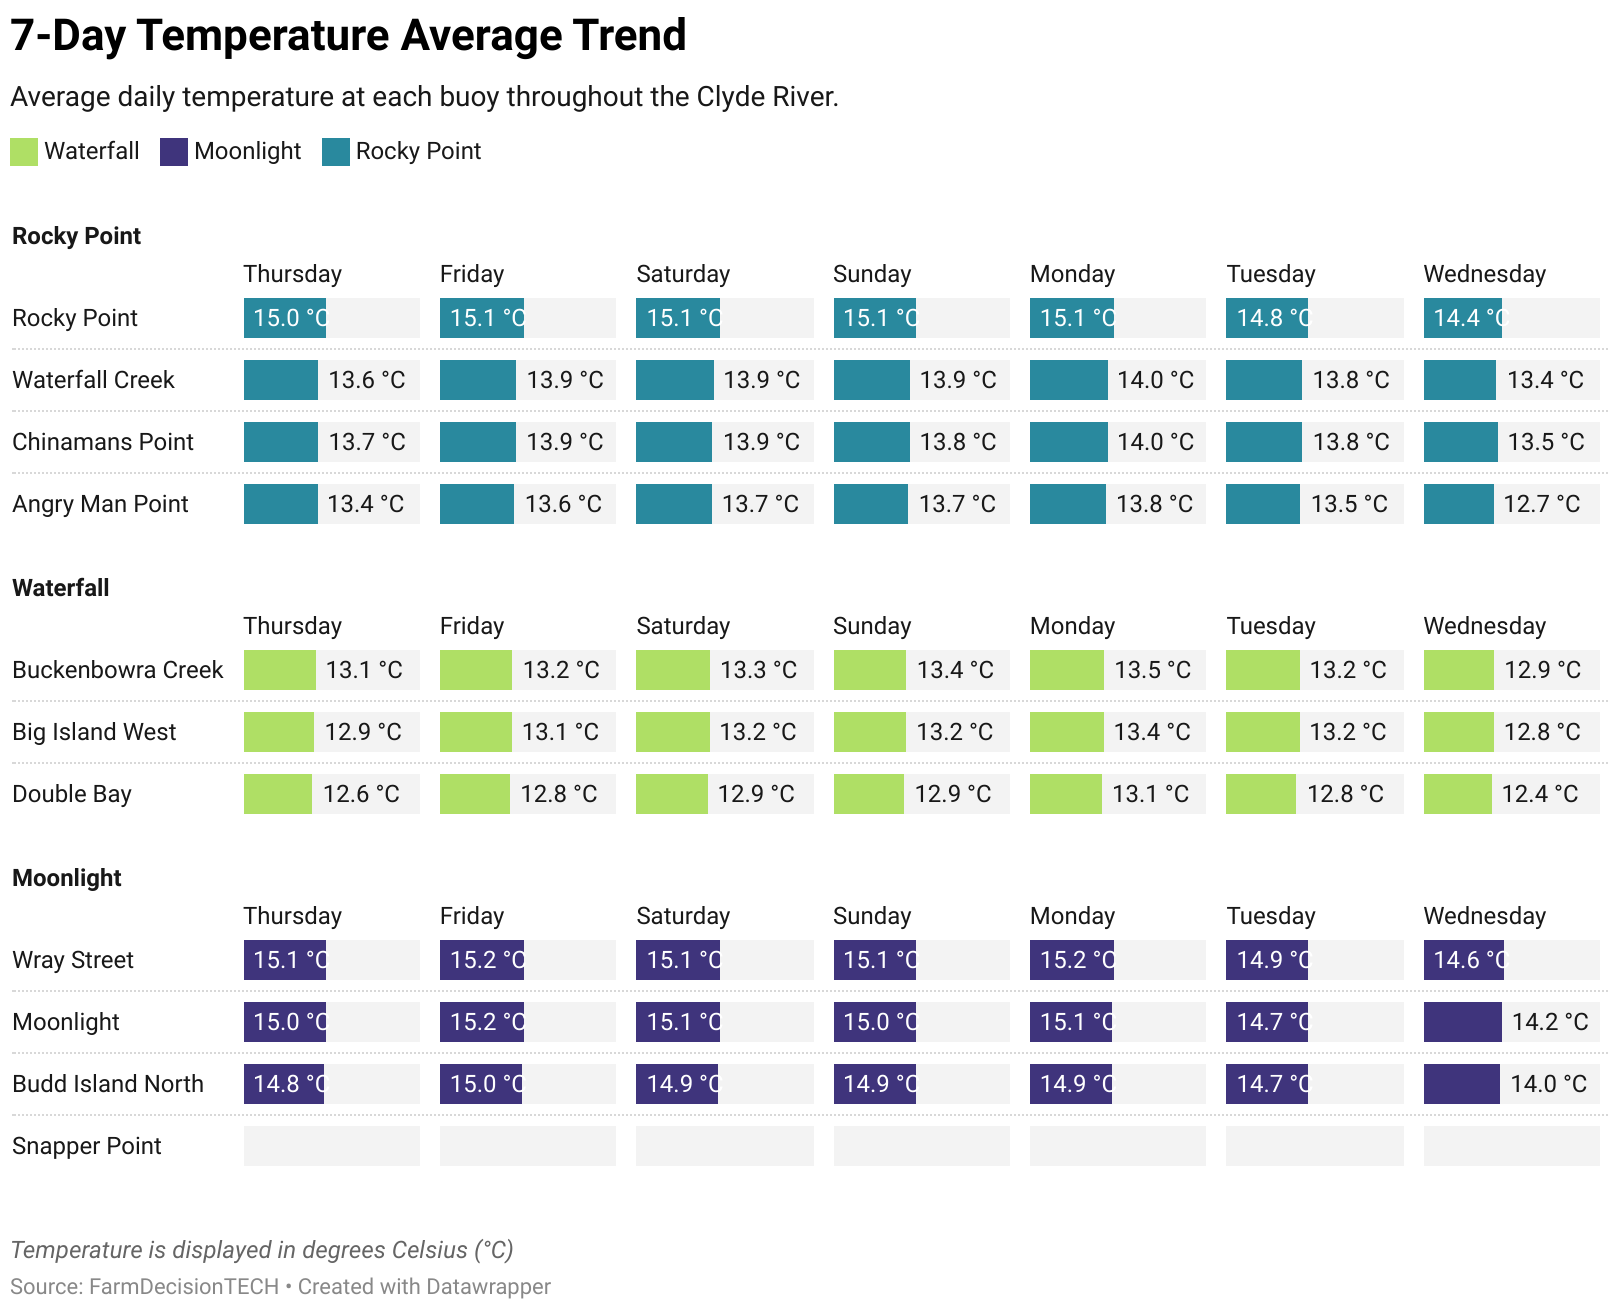 7-Day Temperature Average Trend
Average daily temperature at each buoy throughout the Clyde River.
Waterfall Moonlight Rocky Point
Rocky Point
Thursday Friday Saturday Sunday Monday Tuesday Wednesday
Rocky Point 15.0 °C 15.1 °C 15.1 °C 15.1 °C 15.1 °C 14.8 °C 14.4 °C
Waterfall Creek 13.6 °C 13.9 °C 13.9 °C 13.9 °C 14.0 °C 13.8 °C 13.4 °C
Chinamans Point 13.7 °C 13.9 °C 13.9 °C 13.8 °C 14.0 °C 13.8 °C 13.5 °C
Angry Man Point 13.4 °C 13.6 °C 13.7 °C 13.7 °C 13.8 °C 13.5 °C 12.7 °C
Waterfall
Thursday Friday Saturday Sunday Monday Tuesday Wednesday
Buckenbowra Creek 13.1 °C 13.2 °C 13.3 °C 13.4 °C 13.5 °C 13.2 °C 12.9 °C
Big Island West 12.9 °C 13.1 °C 13.2 °C 13.2 °C 13.4 °C 13.2 °C 12.8 °C
Double Bay 12.6 °C 12.8 °C 12.9 °C 12.9 °C 13.1 °C 12.8 °C 12.4 °C
Moonlight
Thursday Friday Saturday Sunday Monday Tuesday Wednesday
Wray Street 15.1 °C 15.2 °C 15.1 °C 15.1 °C 15.2 °C 14.9 °C 14.6 °C
Moonlight 15.0 °C 15.2 °C 15.1 °C 15.0 °C 15.1 °C 14.7 °C 14.2 °C
Budd Island North 14.8 °C 15.0 °C 14.9 °C 14.9 °C 14.9 °C 14.7 °C 14.0 °C
Snapper Point
Temperature is displayed in degrees Celsius (°C)
Source: FarmDecisionTECH • Created with Datawrapper